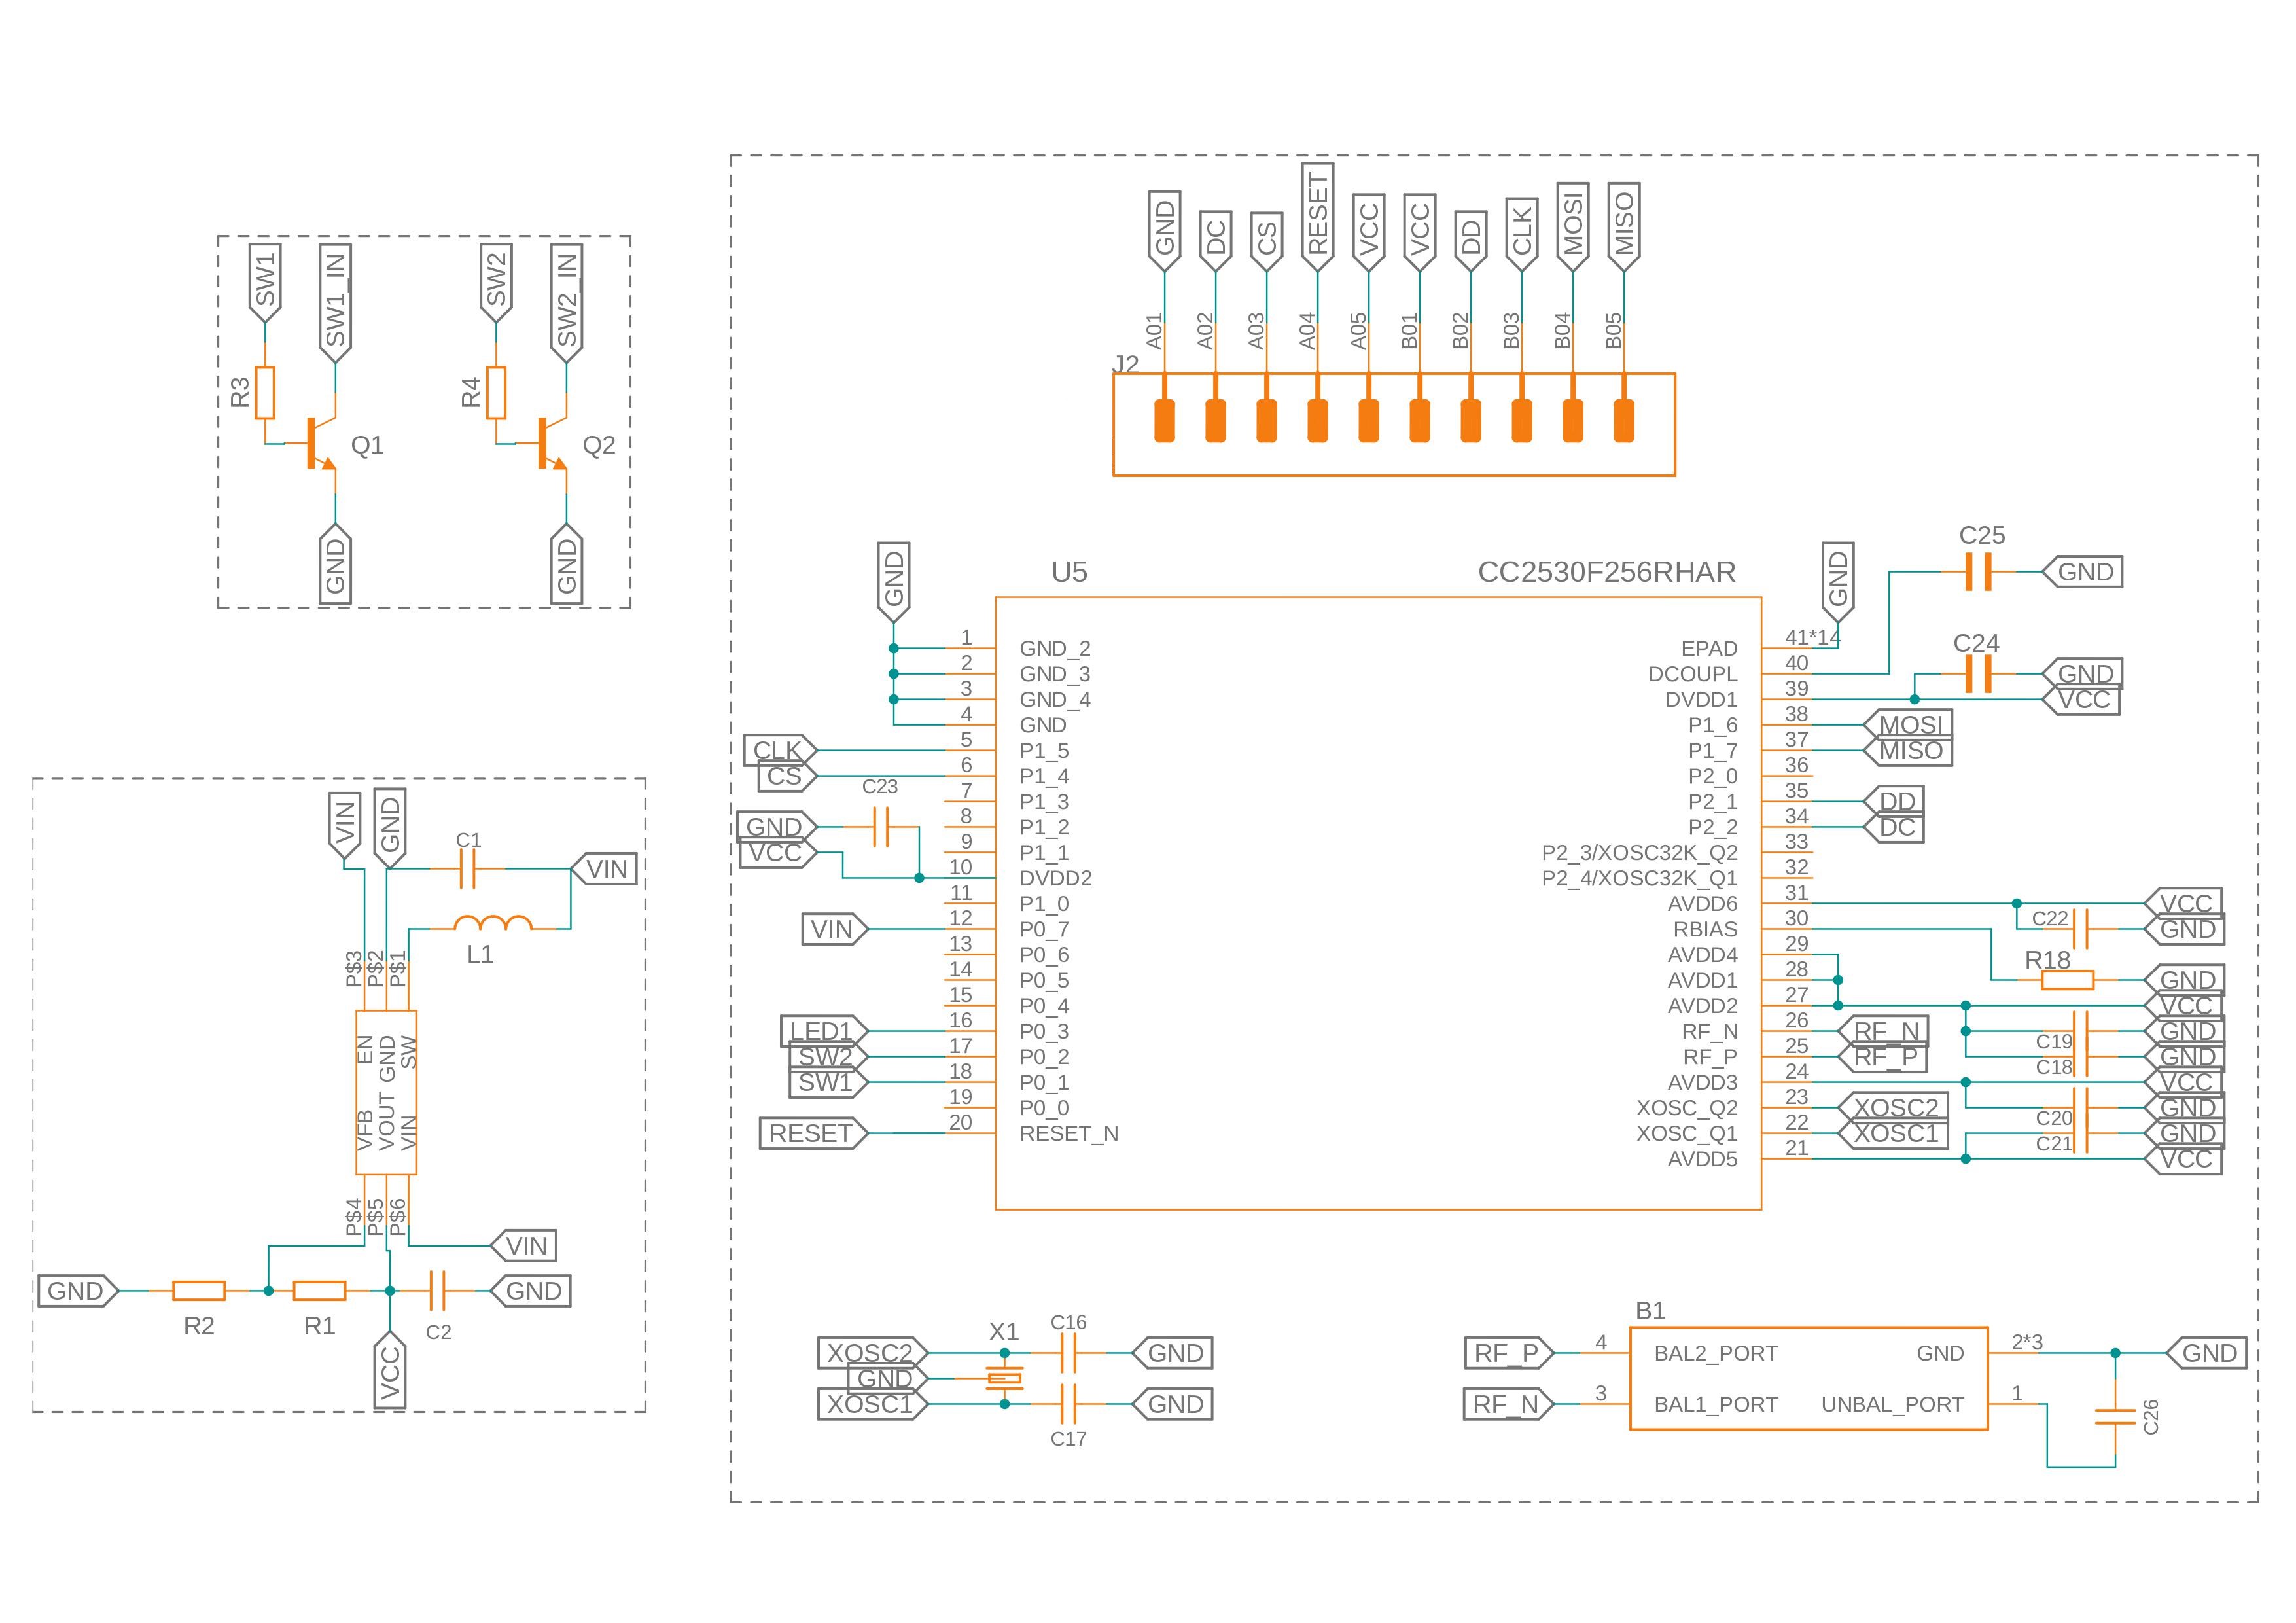 SW1
SW1_IN
SW2
SW2_IN
R3
Q1
R4
Q2
GND
GND
VIN
GND
C1
VIN
L1
P$3
P$2
P$1
EN
GND
SW
VFB
VOUT
VIN
P$4
P$5
P$6
VIN
GND
R2
R1
C2
GND
VCC
GND
DC
CS
RESET
VCC
VCC
DD
CLK
MOSI
MISO
A01
A02
A03
A04
A05
B01
B02
B03
B04
B05
J2
GND
U5
CC2530F256RHAR
GND
C25
GND
1 GND_2
2 GND_3
3 GND_4
4 GND
CLK 5 P1_5
CS 6 P1_4
C23
7 P1_3
GND 8 P1_2
VCC 9 P1_1
10 DVDD2
11 P1_0
VIN 12 P0_7
13 P0_6
14 P0_5
15 P0_4
LED1 16 P0_3
SW2 17 P0_2
SW1 18 P0_1
19 P0_0
RESET 20 RESET_N
EPAD 41*14
C24
DCOUPL 40 GND
DVDD1 39 VCC
P1_6 38 MOSI
P1_7 37 MISO
P2_0 36
P2_1 35 DD
P2_2 34 DC
P2_3/XOSC32K_Q2 33
P2_4/XOSC32K_Q1 32
AVDD6 31 VCC
RBIAS 30 C22 GND
AVDD4 29
R18
AVDD1 28 GND
AVDD2 27 VCC
RF_N 26 RF_N C19 GND
RF_P 25 RF_P C18 GND
AVDD3 24 VCC
XOSC_Q2 23 XOSC2 C20 GND
XOSC_Q1 22 XOSC1 C21 GND
AVDD5 21 VCC
X1
C16
XOSC2
GND
GND
XOSC1
GND
C17
B1
RF_P 4 BAL2_PORT GND 2*3 GND
RF_N 3 BAL1_PORT UNBAL_PORT 1
C26